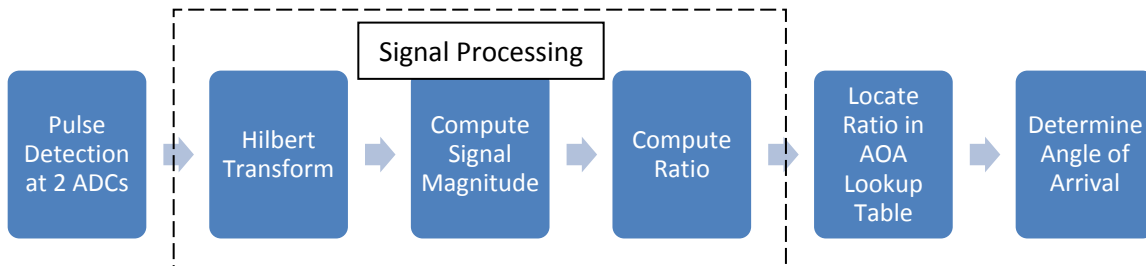 Signal Processing
Pulse
Detection
at 2 ADCs
Hilbert
Transform
Compute
Signal
Magnitude
Compute
Ratio
Locate
Ratio in
AOA
Lookup
Table
Determine
Angle of
Arrival